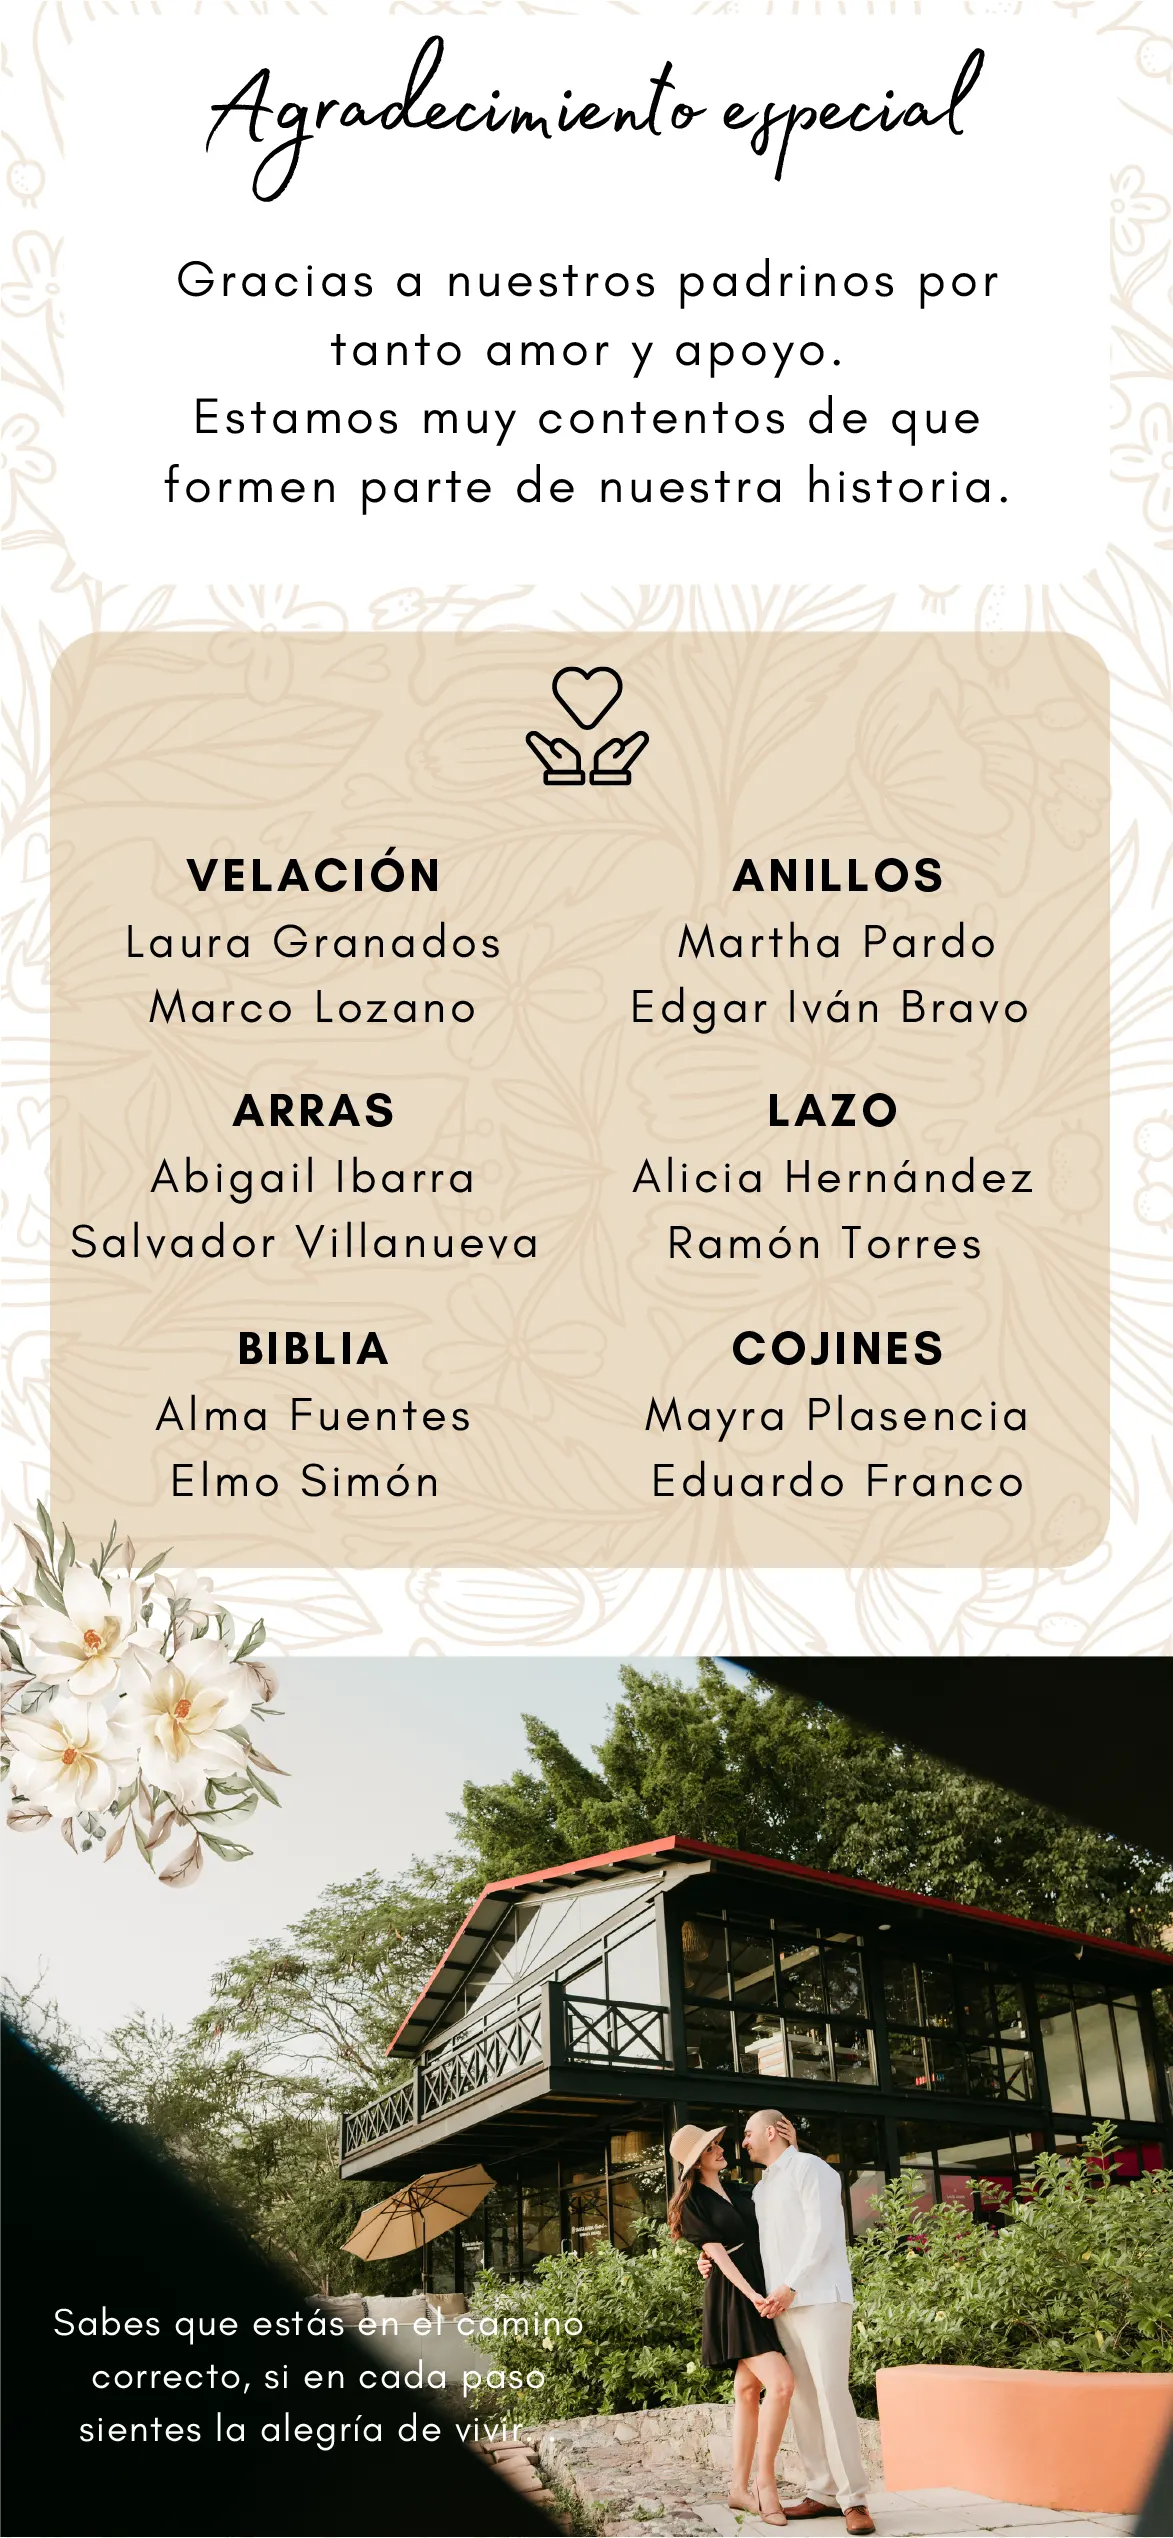 Agradecimiento especial
Gracias a nuestros padrinos por
tanto amor y apoyo.
Estamos muy contentos de que
formen parte de nuestra historia.
VELACIÓN
Laura Granados
Marco Lozano
ANILLOS
Martha Pardo
Edgar Iván Bravo
ARRAS
Abigail Ibarra
Salvador Villanueva
LAZO
Alicia Hernández
Ramón Torres
BIBLIA
Alma Fuentes
Elmo Simón
COJINES
Mayra Plasencia
Eduardo Franco
Sabes que estás en el camino
correcto, si en cada paso
sientes la alegría de vivir...